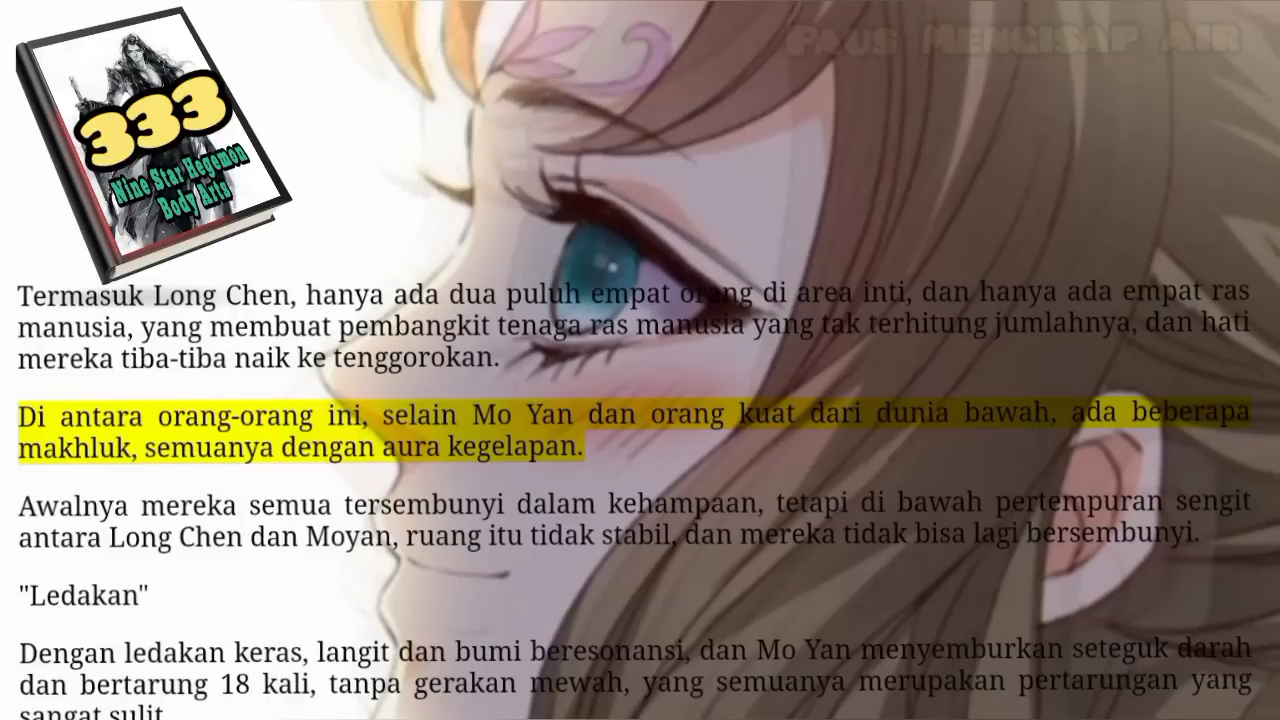 PAUS MENGISAP AIR
333
Nine Star Hegemon
Body Arts
Termasuk Long Chen, hanya ada dua puluh empat orang di area inti, dan hanya ada empat ras
manusia, yang membuat pembangkit tenaga ras manusia yang tak terhitung jumlahnya, dan hati
mereka tiba-tiba naik ke tenggorokan.
Di antara orang-orang ini, selain Mo Yan dan orang kuat dari dunia bawah, ada beberapa
makhluk, semuanya dengan aura kegelapan.
Awalnya mereka semua tersembunyi dalam kehampaan, tetapi di bawah pertempuran sengit
antara Long Chen dan Moyan, ruang itu tidak stabil, dan mereka tidak bisa lagi bersembunyi.
"Ledakan"
Dengan ledakan keras, langit dan bumi beresonansi, dan Mo Yan menyemburkan seteguk darah
dan bertarung 18 kali, tanpa gerakan mewah, yang semuanya merupakan pertarungan yang
sangat sulit